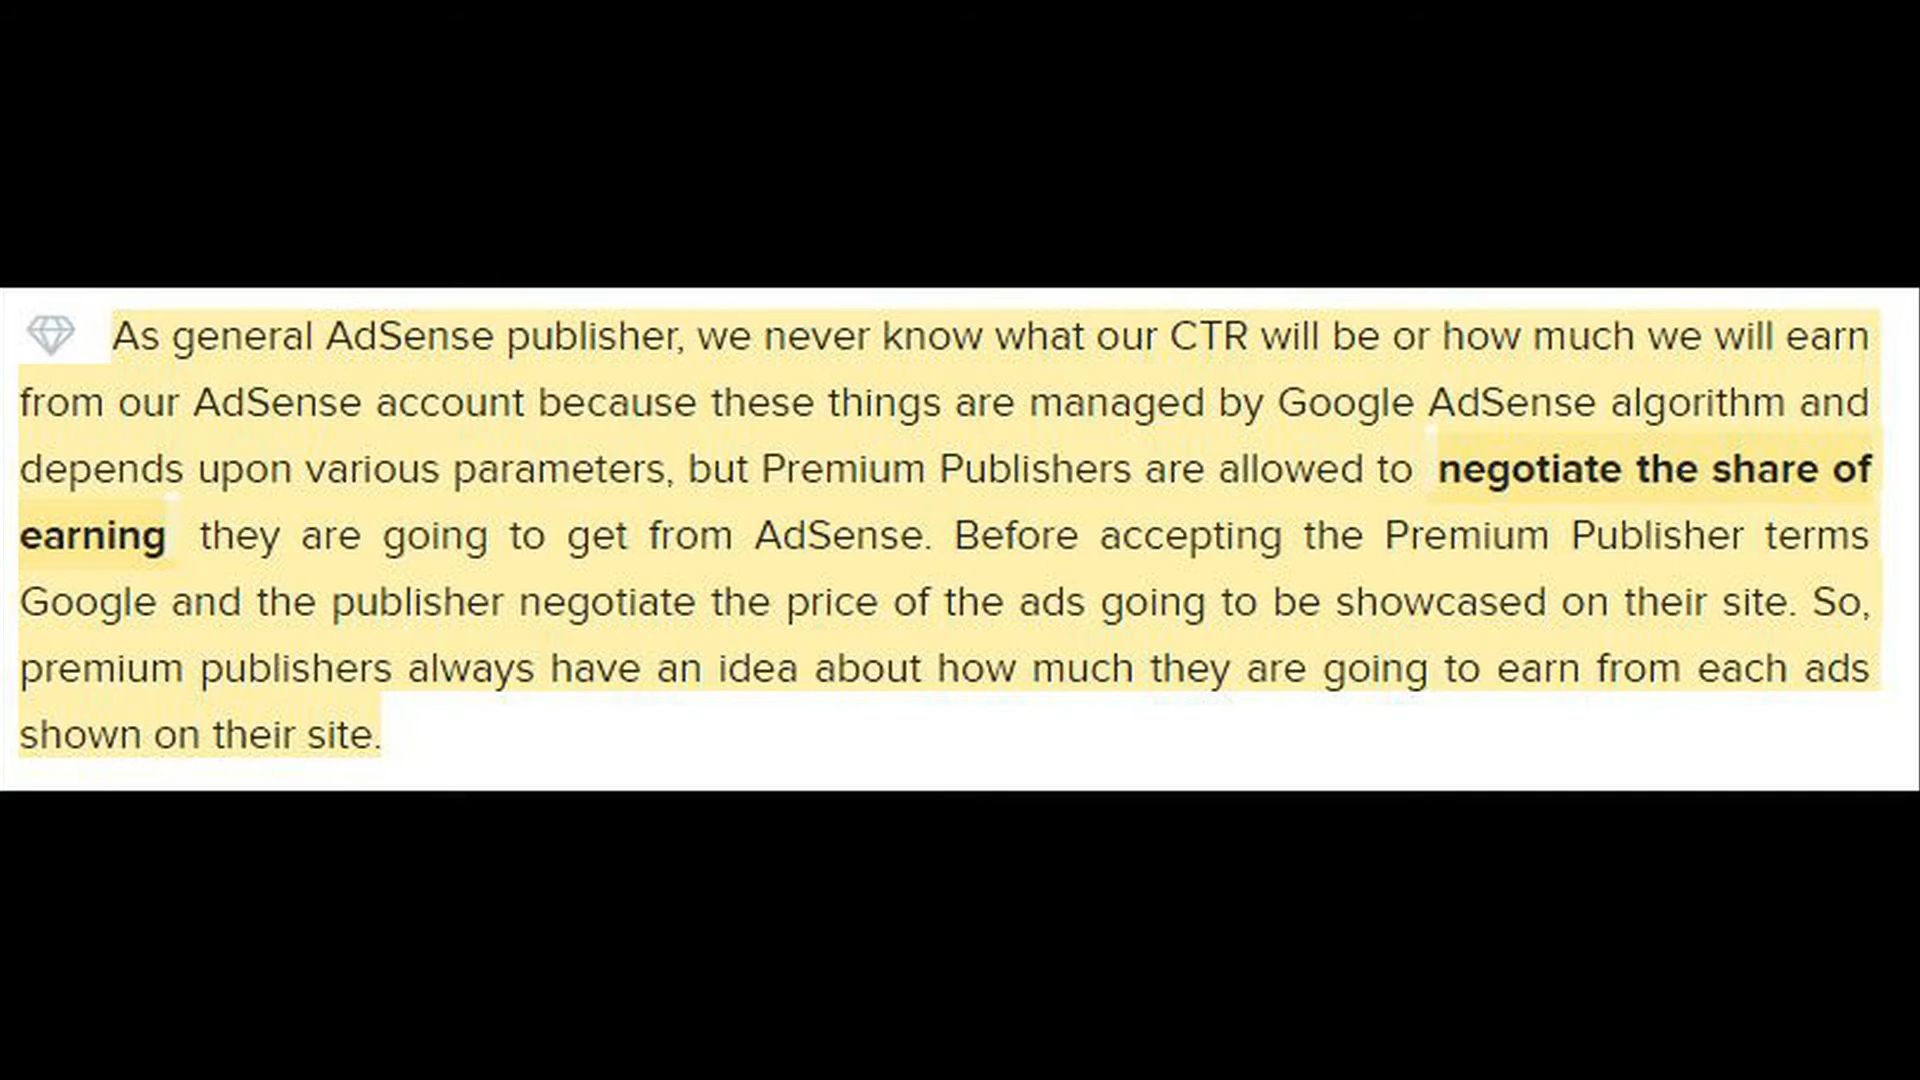 As general AdSense publisher, we never know what our CTR will be or how much we will earn
from our AdSense account because these things are managed by Google AdSense algorithm and
depends upon various parameters, but Premium Publishers are allowed to negotiate the share of
earning they are going to get from AdSense. Before accepting the Premium Publisher terms
Google and the publisher negotiate the price of the ads going to be showcased on their site. So,
premium publishers always have an idea about how much they are going to earn from each ads
shown on their site.